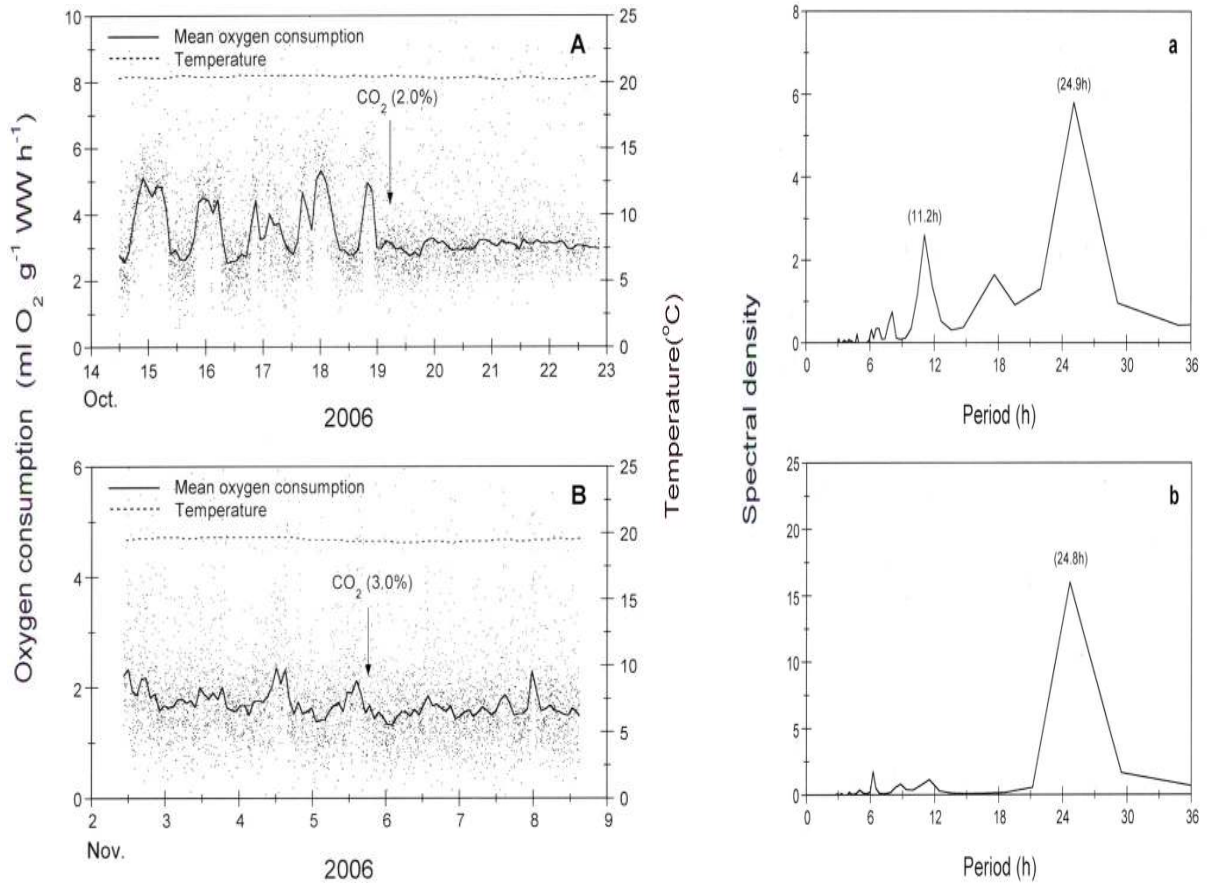 Oxygen consumption (ml O₂ g⁻¹ WW h⁻¹)
10
8
6
4
2
0
Mean oxygen consumption
Temperature
A
CO₂ (2.0%)
25
20
15
10
5
0
14 15 16 17 18 19 20 21 22 23
Oct.
2006
6
4
2
0
Mean oxygen consumption
Temperature
B
CO₂ (3.0%)
25
20
15
10
5
0
2 3 4 5 6 7 8 9
Nov.
2006
Temperature(°C)
Spectral density
8
6
4
2
0
a
(24.9h)
(11.2h)
0 6 12 18 24 30 36
Period (h)
25
20
15
10
5
0
b
(24.8h)
0 6 12 18 24 30 36
Period (h)